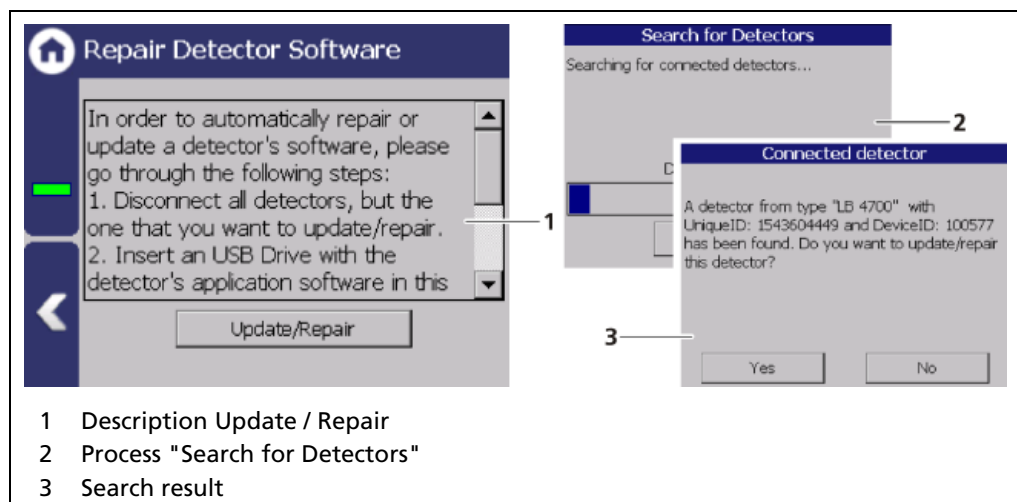 Repair Detector Software
In order to automatically repair or
update a detector's software, please
go through the following steps:
1. Disconnect all detectors, but the
one that you want to update/repair.
2. Insert an USB Drive with the
detector's application software in this
Update/Repair
1
Search for Detectors
Searching for connected detectors...
D
2
Connected detector
A detector from type "LB 4700" with
UniqueID: 1543604449 and DeviceID: 100577
has been found. Do you want to update/repair
this detector?
3
Yes No
1 Description Update / Repair
2 Process "Search for Detectors"
3 Search result